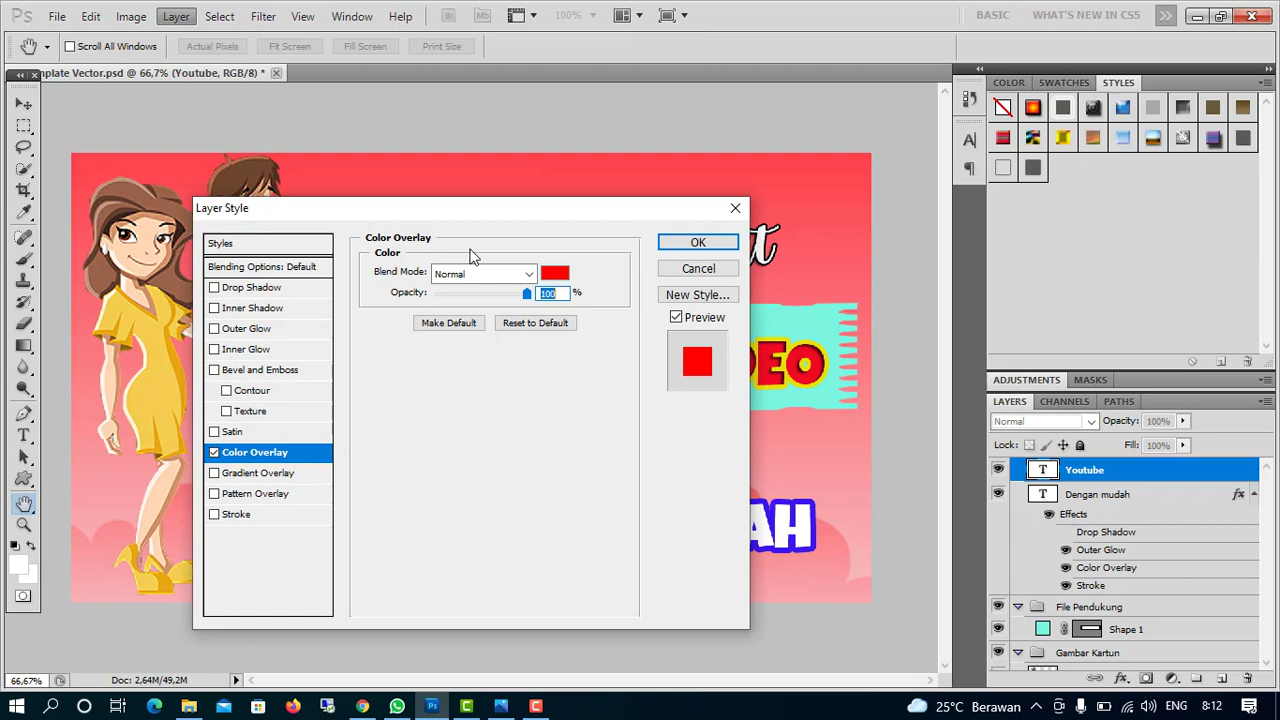 Ps File Edit Image Layer Select Filter View Window Help Br Mb 100% BASIC WHAT'S NEW IN CS5
Scroll All Windows Actual Pixels Fit Screen Fill Screen Print Size
mplate Vector.psd @ 66,7% (Youtube, RGB/8) *
COLOR SWATCHES STYLES
Layer Style
Styles
Blending Options: Default
Drop Shadow
Inner Shadow
Outer Glow
Inner Glow
Bevel and Emboss
Contour
Texture
Satin
Color Overlay
Gradient Overlay
Pattern Overlay
Stroke
Color Overlay
Color
Blend Mode: Normal
Opacity: 100 %
Make Default Reset to Default
OK
Cancel
New Style...
Preview
t
DEO
AH
ADJUSTMENTS MASKS
LAYERS CHANNELS PATHS
Normal Opacity: 100%
Lock: Fill: 100%
T Youtube
T Dengan mudah fx
Effects
Drop Shadow
Outer Glow
Color Overlay
Stroke
File Pendukung
Shape 1
Gambar Kartun
66,67% Doc: 2,64M/49,2M
25°C Berawan ENG 8:12